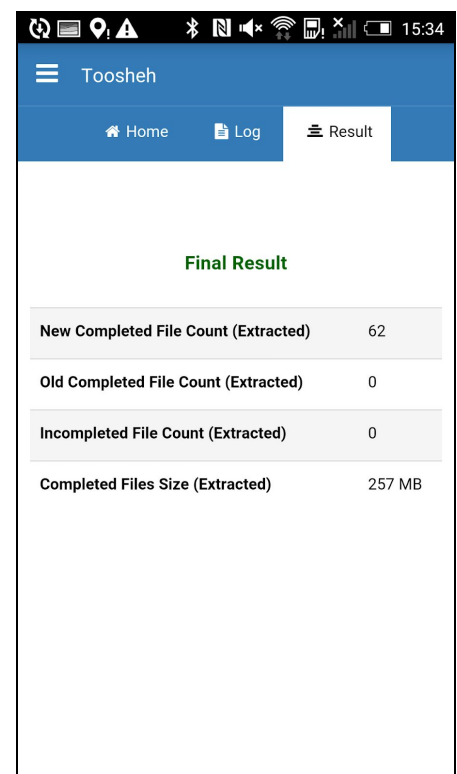 15:34
Toosheh
Home Log Result
Final Result
New Completed File Count (Extracted) 62
Old Completed File Count (Extracted) 0
Incompleted File Count (Extracted) 0
Completed Files Size (Extracted) 257 MB